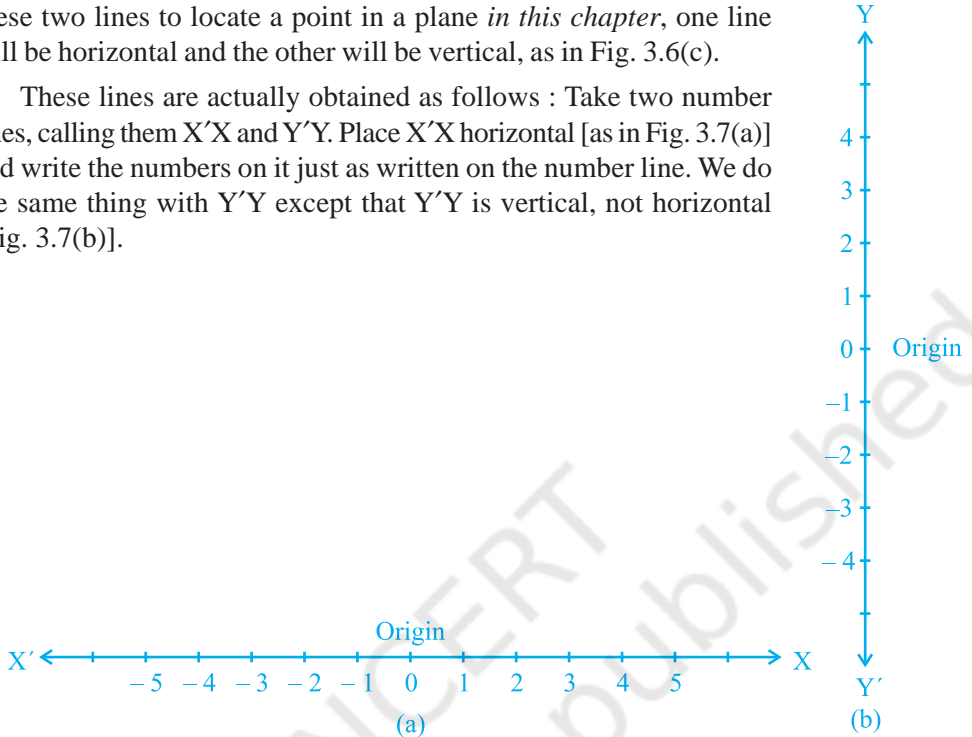 ese two lines to locate a point in a plane in this chapter, one line
ll be horizontal and the other will be vertical, as in Fig. 3.6(c).
These lines are actually obtained as follows : Take two number
nes, calling them X′X and Y′Y. Place X′X horizontal [as in Fig. 3.7(a)]
d write the numbers on it just as written on the number line. We do
e same thing with Y′Y except that Y′Y is vertical, not horizontal
ig. 3.7(b)].
Y
4
3
2
1
0 Origin
–1
–2
–3
– 4
Y′
(b)
Origin
X′ X
– 5 – 4 – 3 – 2 – 1 0 1 2 3 4 5
(a)
NCERT
published